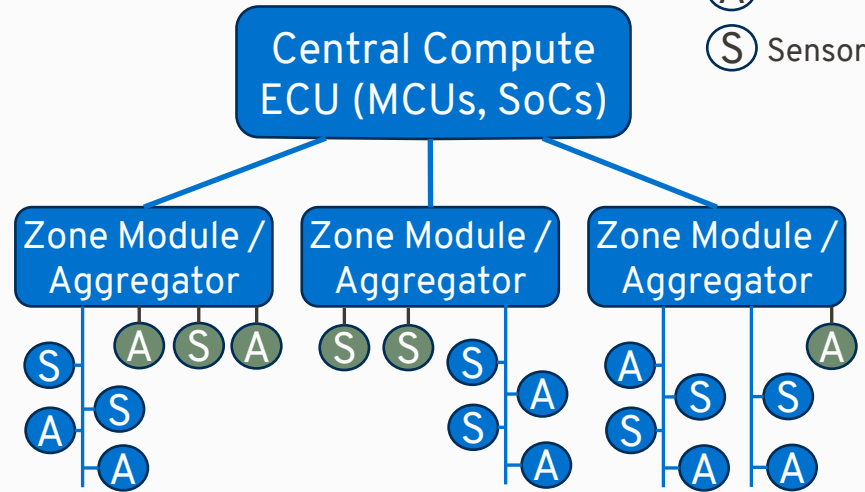 A
S Sensor
Central Compute
ECU (MCUs, SoCs)
Zone Module /
Aggregator
Zone Module /
Aggregator
Zone Module /
Aggregator
A S A
S
S
A
A
S S
S
A
S
A
A
A
S
S
S
A
A